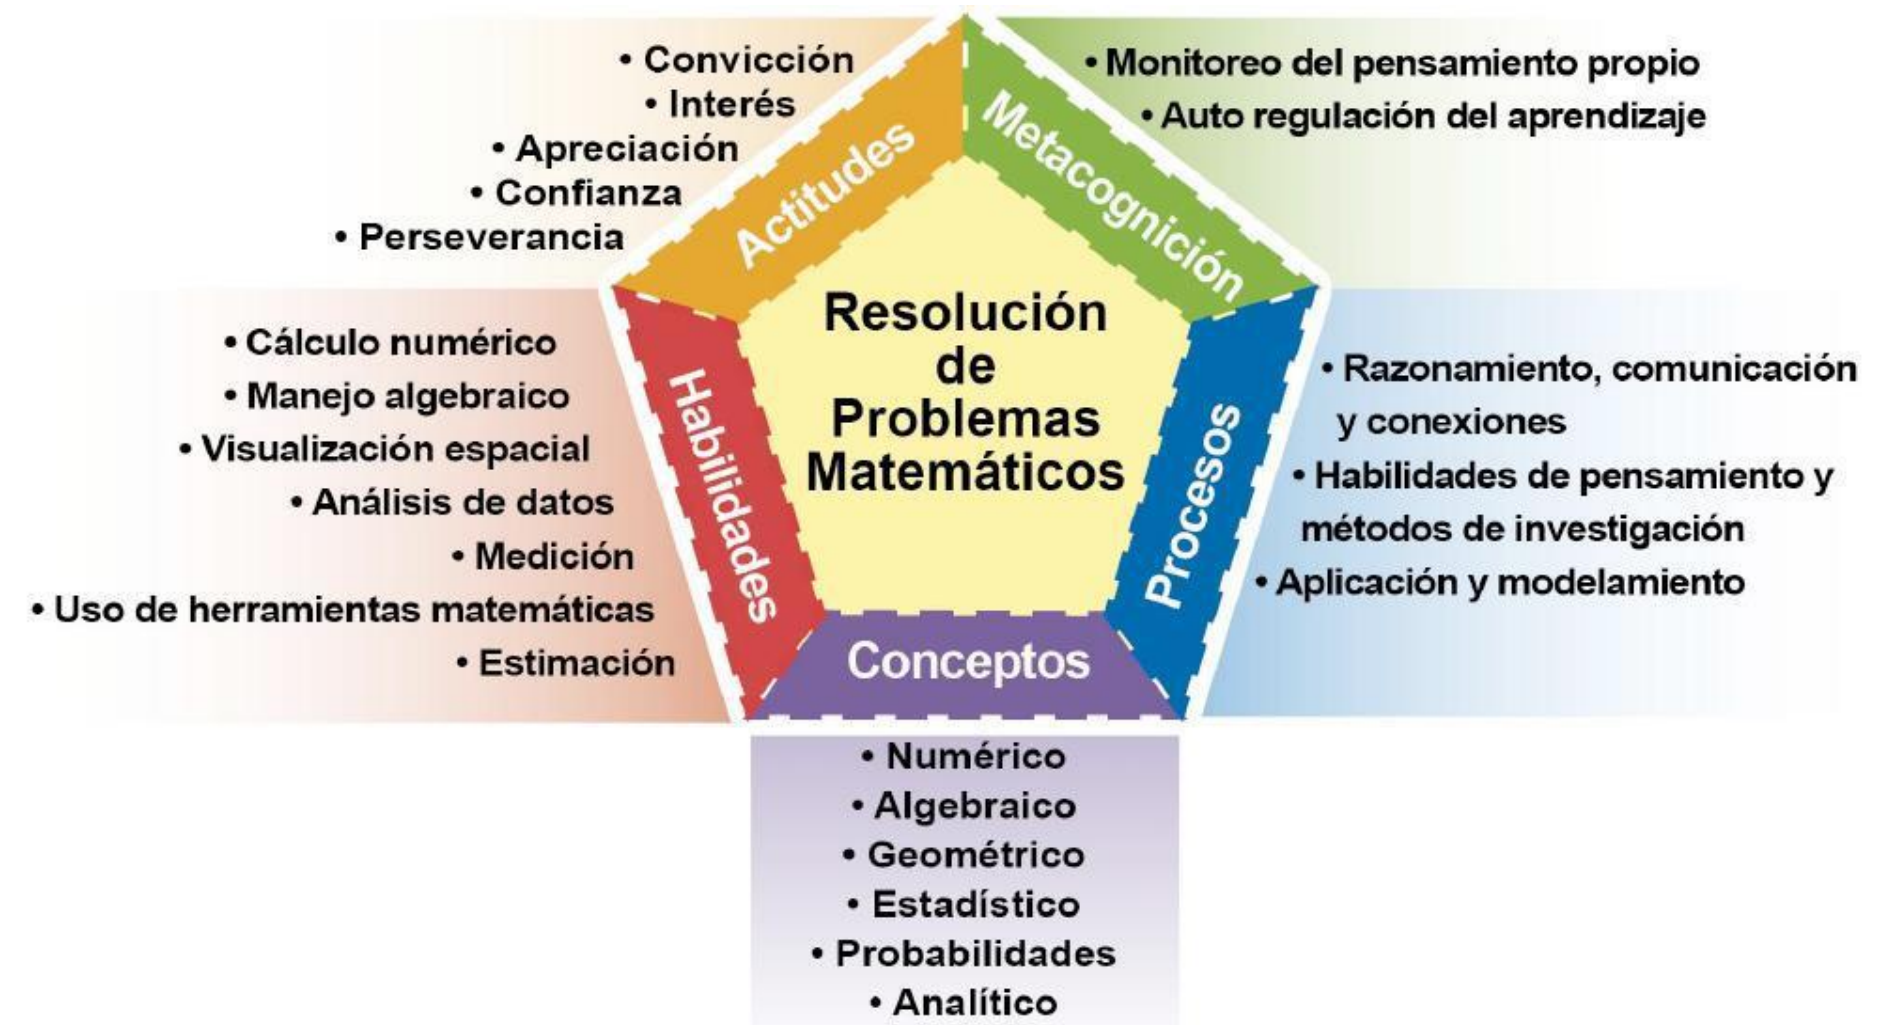 • Convicción
• Interés
• Apreciación
• Confianza
• Perseverancia
Actitudes
• Monitoreo del pensamiento propio
• Auto regulación del aprendizaje
Metacognición
Resolución
de
Problemas
Matemáticos
• Cálculo numérico
• Manejo algebraico
• Visualización espacial
• Análisis de datos
• Medición
• Uso de herramientas matemáticas
• Estimación
Habilidades
• Razonamiento, comunicación
y conexiones
• Habilidades de pensamiento y
métodos de investigación
• Aplicación y modelamiento
Procesos
Conceptos
• Numérico
• Algebraico
• Geométrico
• Estadístico
• Probabilidades
• Analítico